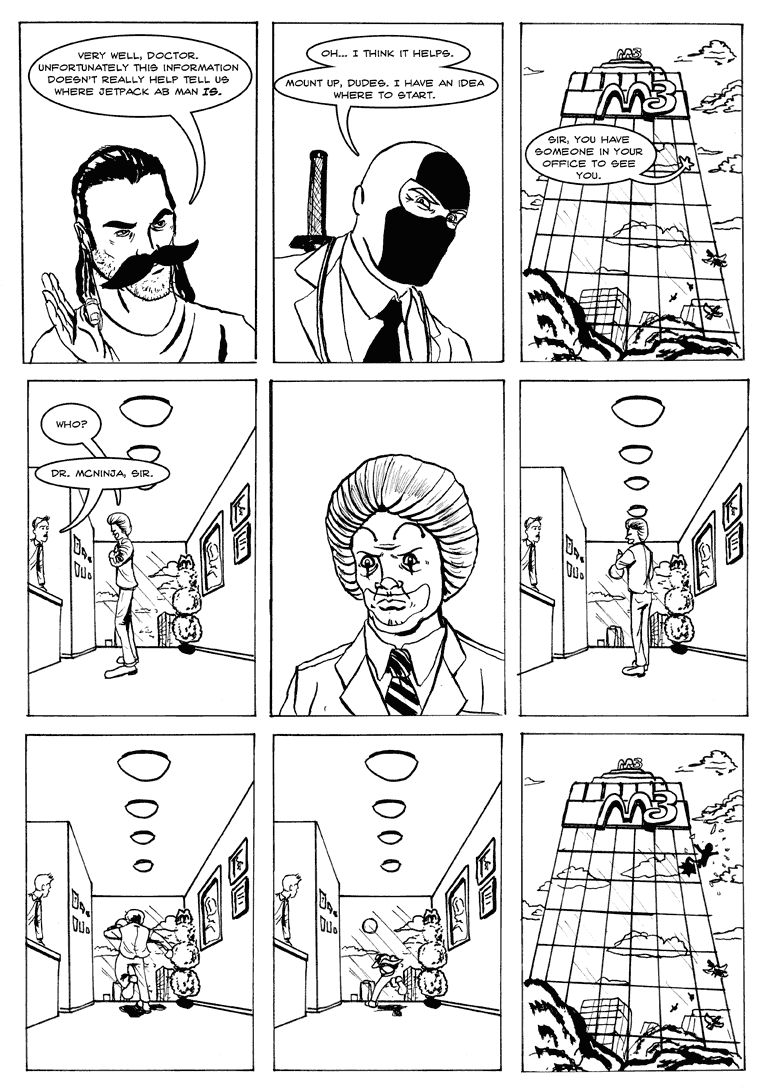 VERY WELL, DOCTOR.
UNFORTUNATELY THIS INFORMATION
DOESN'T REALLY HELP TELL US
WHERE JETPACK AB MAN IS.
OH... I THINK IT HELPS.
MOUNT UP, DUDES. I HAVE AN IDEA
WHERE TO START.
M3
M3
SIR, YOU HAVE
SOMEONE IN YOUR
OFFICE TO SEE
YOU.
WHO?
DR. MCNINJA, SIR.
M3
M3